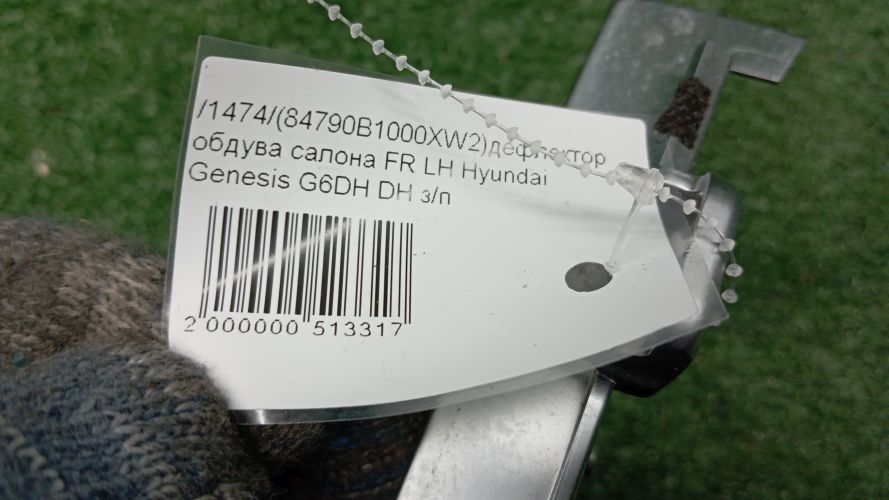 /1474/(84790B1000XW2)дефлектор
обдува салона FR LH Hyundai
Genesis G6DH DH з/п
2 000000 513317